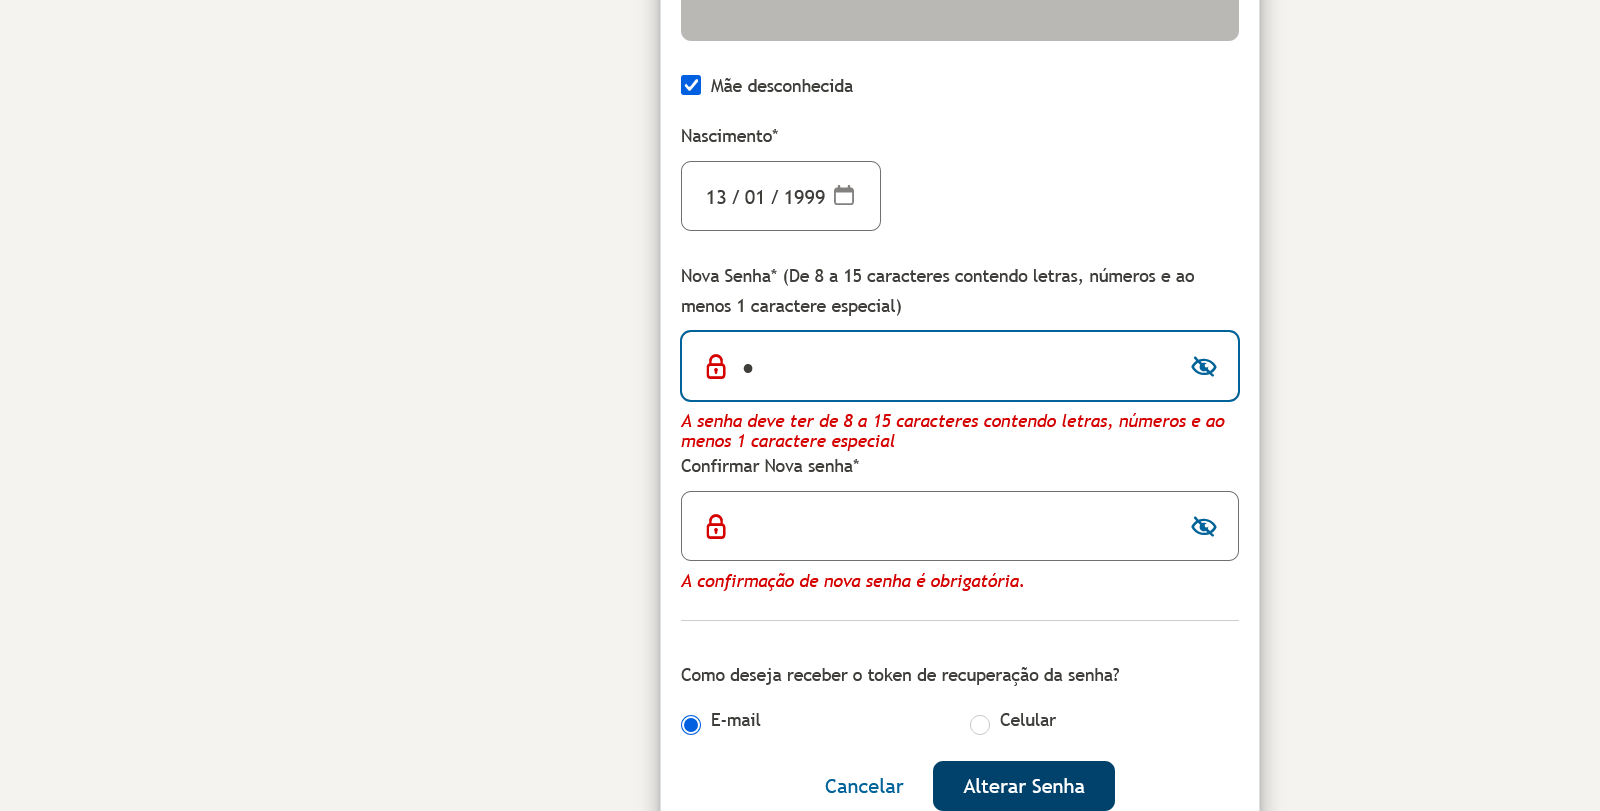 Mãe desconhecida
Nascimento*
13 / 01 / 1999
Nova Senha* (De 8 a 15 caracteres contendo letras, números e ao
menos 1 caractere especial)
A senha deve ter de 8 a 15 caracteres contendo letras, números e ao
menos 1 caractere especial
Confirmar Nova senha*
A confirmação de nova senha é obrigatória.
Como deseja receber o token de recuperação da senha?
E-mail
Celular
Cancelar
Alterar Senha